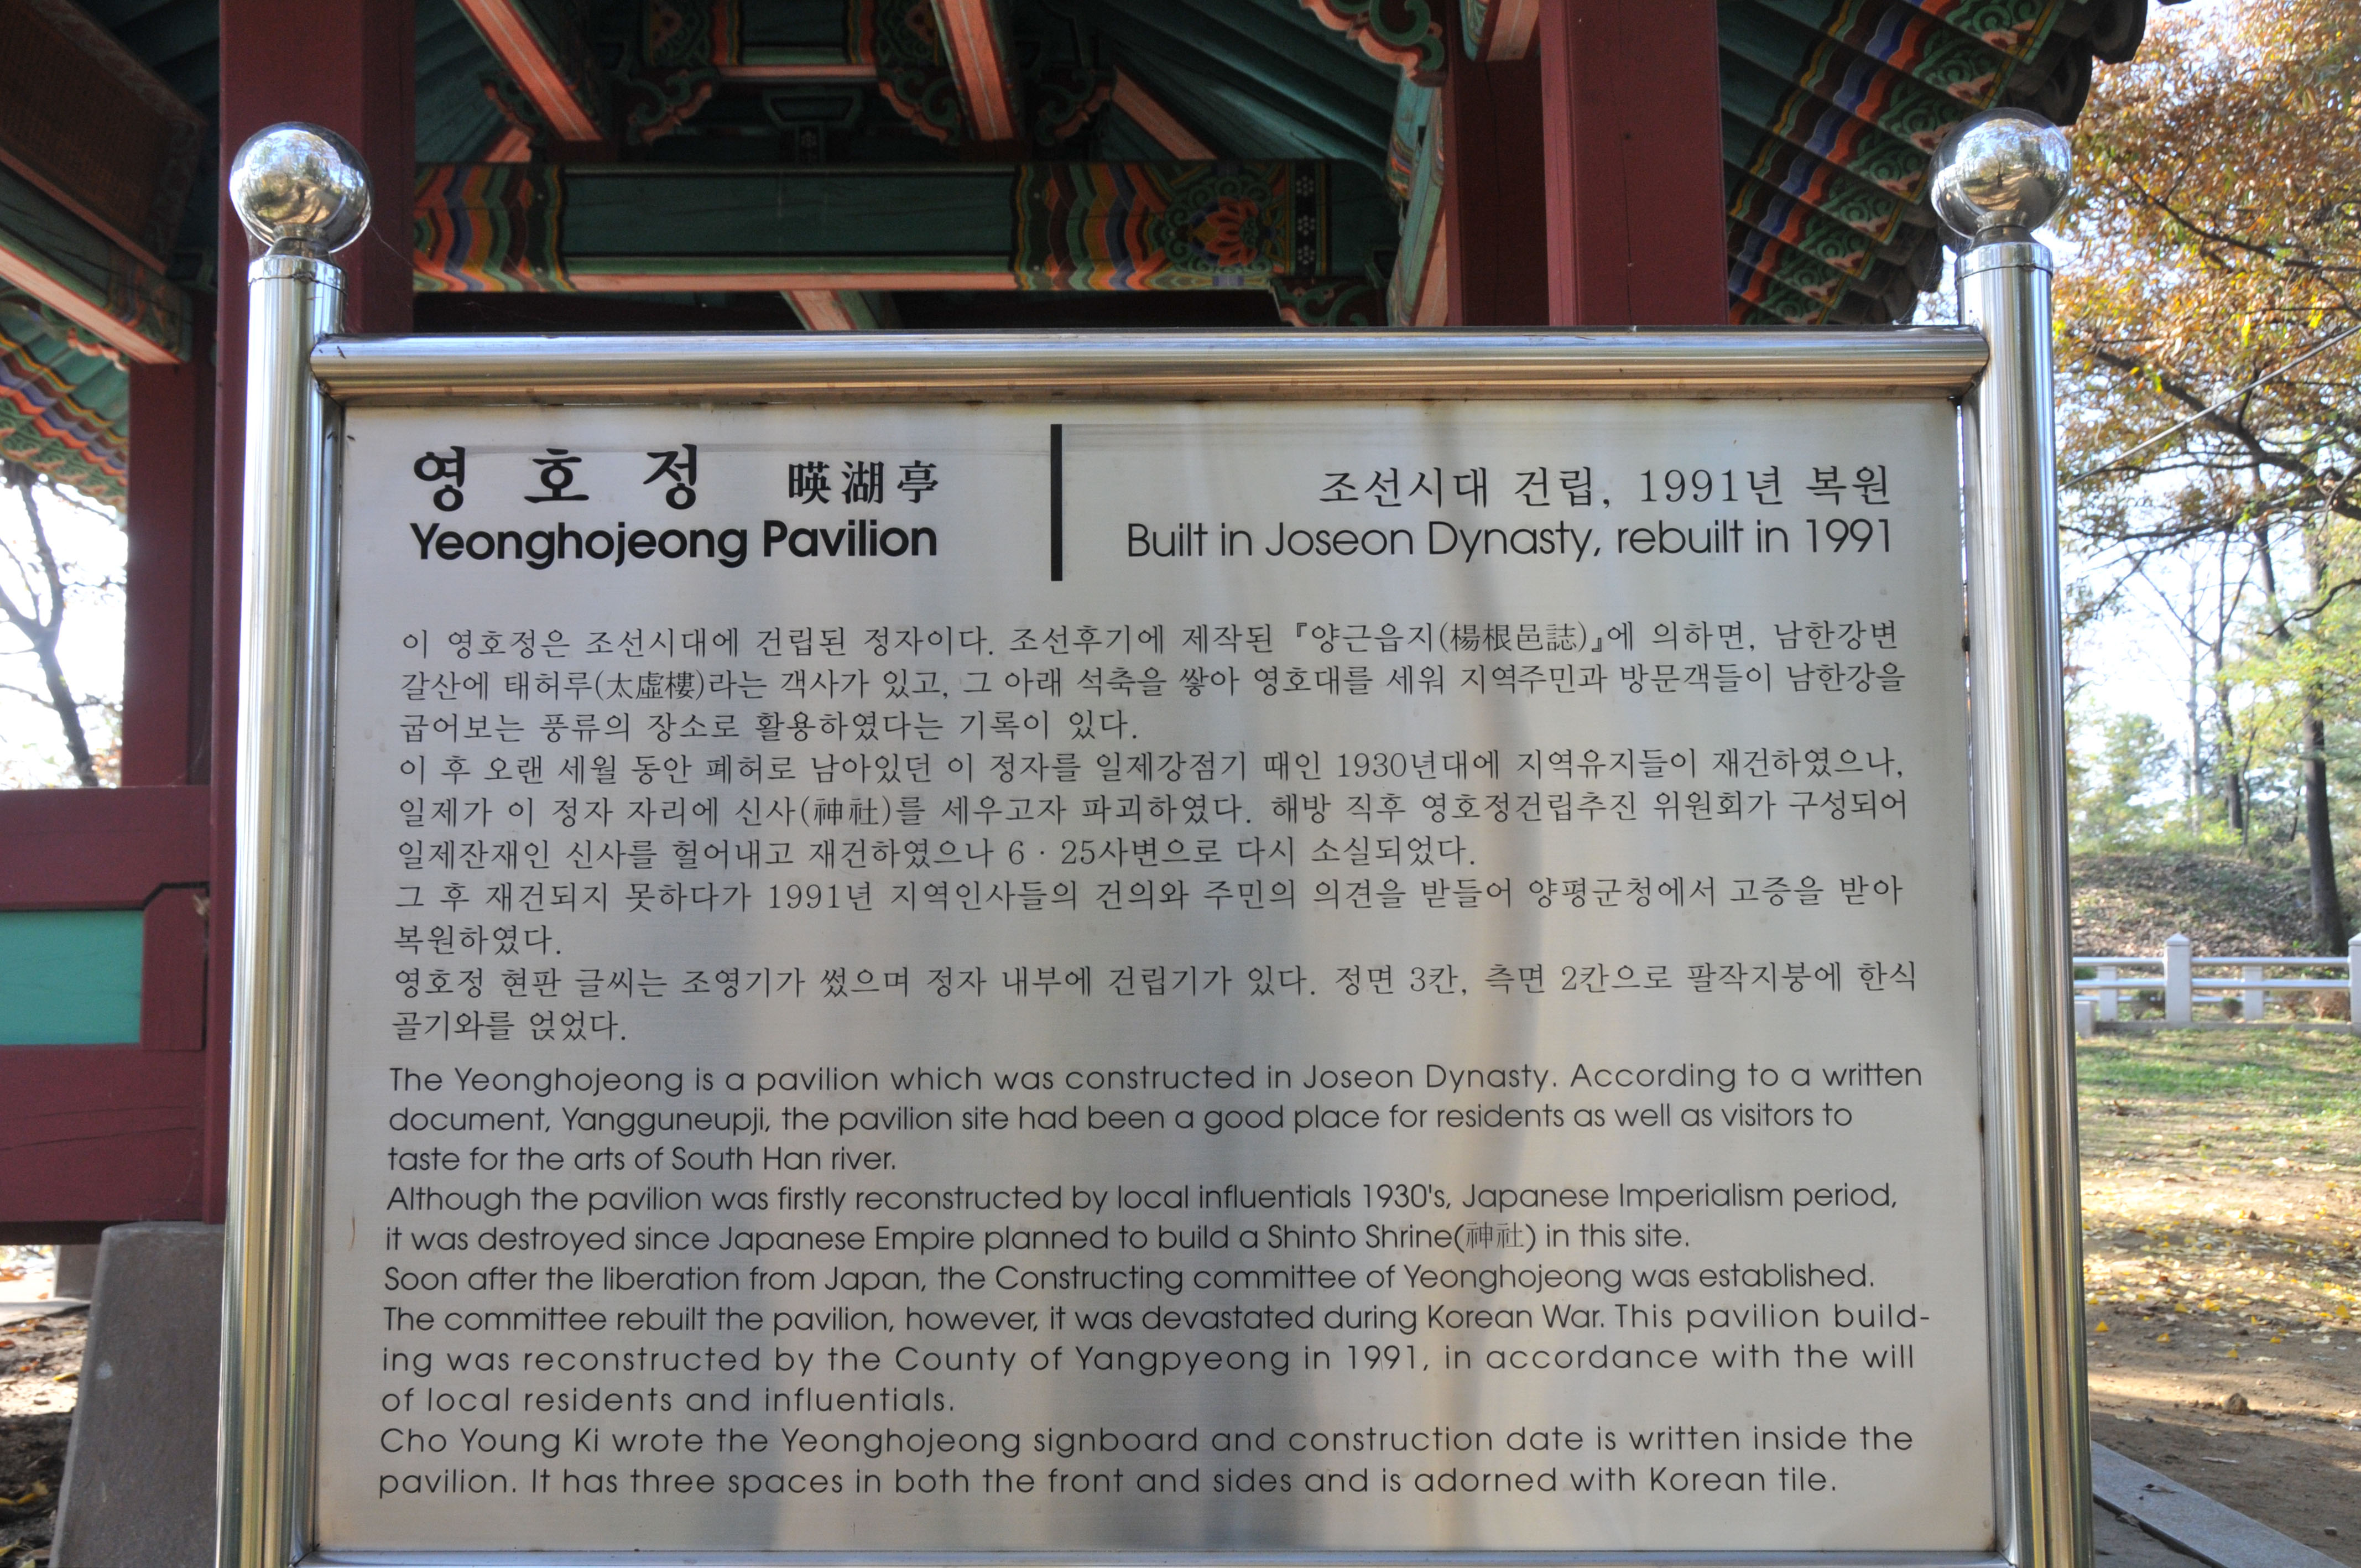 영 호 정 暎湖亭
Yeonghojeong Pavilion
조선시대 건립, 1991년 복원
Built in Joseon Dynasty, rebuilt in 1991
이 영호정은 조선시대에 건립된 정자이다. 조선후기에 제작된 『양근읍지(楊根邑誌)』에 의하면, 남한강변
갈산에 태허루(太虛樓)라는 객사가 있고, 그 아래 석축을 쌓아 영호대를 세워 지역주민과 방문객들이 남한강을
굽어보는 풍류의 장소로 활용하였다는 기록이 있다.
이 후 오랜 세월 동안 폐허로 남아있던 이 정자를 일제강점기 때인 1930년대에 지역유지들이 재건하였으나,
일제가 이 정자 자리에 신사(神社)를 세우고자 파괴하였다. 해방 직후 영호정건립추진 위원회가 구성되어
일제잔재인 신사를 헐어내고 재건하였으나 6 · 25사변으로 다시 소실되었다.
그 후 재건되지 못하다가 1991년 지역인사들의 건의와 주민의 의견을 받들어 양평군청에서 고증을 받아
복원하였다.
영호정 현판 글씨는 조영기가 썼으며 정자 내부에 건립기가 있다. 정면 3칸, 측면 2칸으로 팔작지붕에 한식
골기와를 얹었다.
The Yeonghojeong is a pavilion which was constructed in Joseon Dynasty. According to a written
document, Yangguneupji, the pavilion site had been a good place for residents as well as visitors to
taste for the arts of South Han river.
Although the pavilion was firstly reconstructed by local influentials 1930's, Japanese Imperialism period,
it was destroyed since Japanese Empire planned to build a Shinto Shrine(神社) in this site.
Soon after the liberation from Japan, the Constructing committee of Yeonghojeong was established.
The committee rebuilt the pavilion, however, it was devastated during Korean War. This pavilion build-
ing was reconstructed by the County of Yangpyeong in 1991, in accordance with the will
of local residents and influentials.
Cho Young Ki wrote the Yeonghojeong signboard and construction date is written inside the
pavilion. It has three spaces in both the front and sides and is adorned with Korean tile.